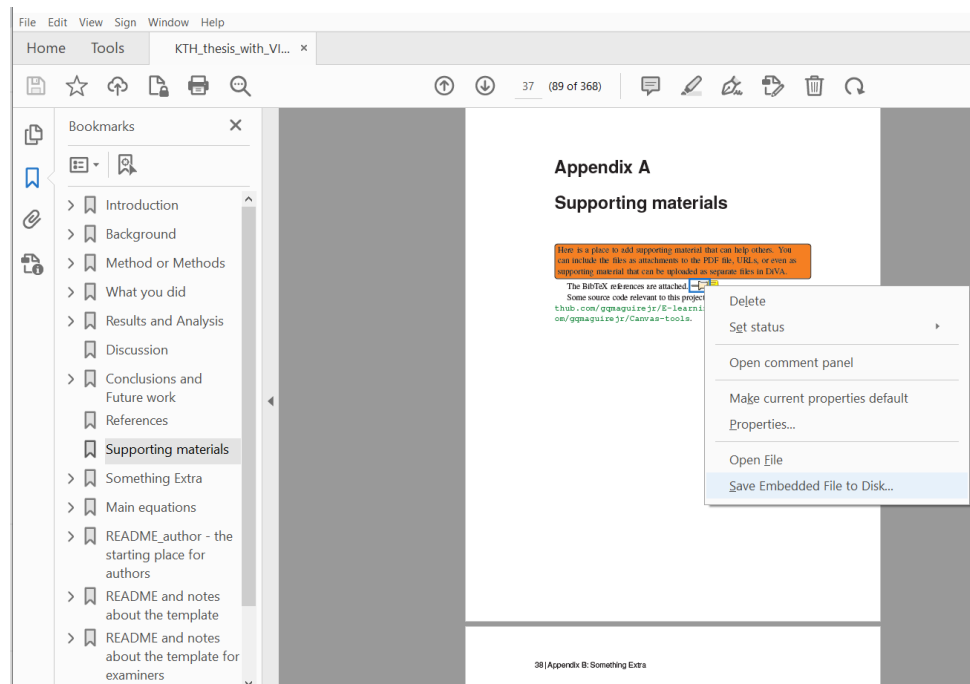 File Edit View Sign Window Help
Home Tools KTH_thesis_with_VI... ×
37 (89 of 368)
Bookmarks
Introduction
Background
Method or Methods
What you did
Results and Analysis
Discussion
Conclusions and
Future work
References
Supporting materials
Something Extra
Main equations
README_author - the
starting place for
authors
README and notes
about the template
README and notes
about the template for
examiners
Appendix A
Supporting materials
Here is a place to add supporting material that can help others. You
can include the files as attachments to the PDF file, URLs, or even as
supporting material that can be uploaded as separate files in DiVA.
The BibTeX references are attached.
Some source code relevant to this project
thub.com/gqmaguirejr/E-learni
om/gqmaguirejr/Canvas-tools.
Delete
Set status
Open comment panel
Make current properties default
Properties...
Open File
Save Embedded File to Disk...
38 | Appendix B: Something Extra